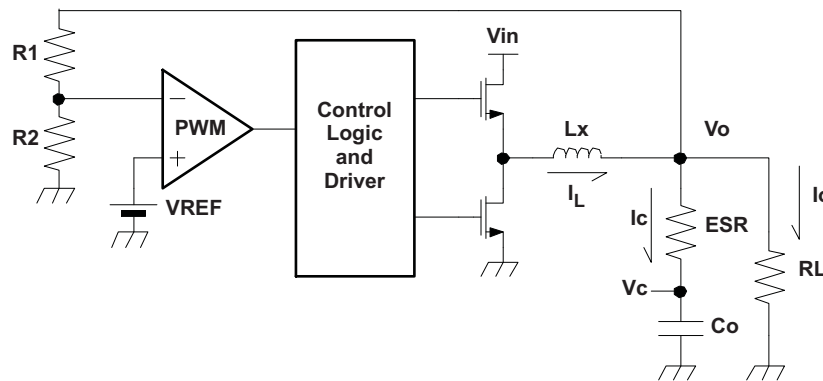 R1
R2
PWM
VREF
Control
Logic
and
Driver
Vin
Lx
IL
Vo
Ic
ESR
Vc
Co
RL